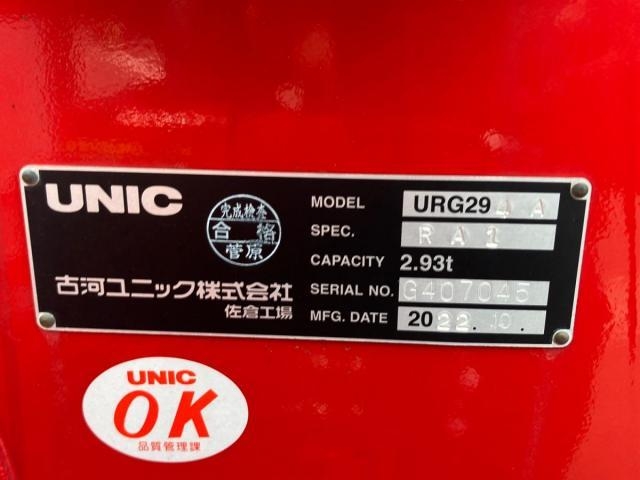 UNIC
完成検査
合格
菅原
古河ユニック株式会社
佐倉工場
MODEL URG294A
SPEC. RA1
CAPACITY 2.93t
SERIAL NO. G407045
MFG. DATE 2022.10.
UNIC
OK
品質管理課